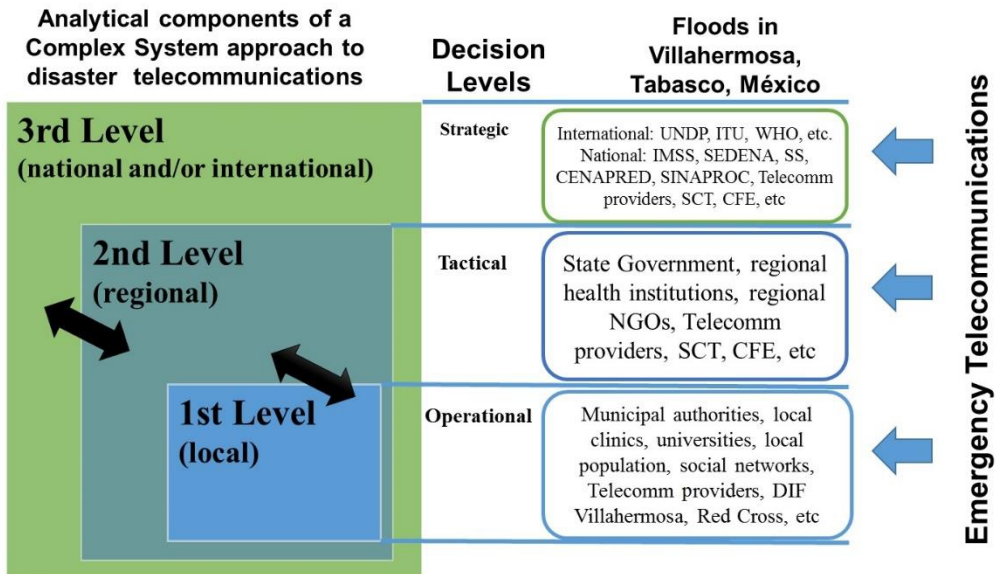 Analytical components of a
Complex System approach to
disaster telecommunications
Decision
Levels
Floods in
Villahermosa,
Tabasco, México
3rd Level
(national and/or international)
Strategic
International: UNDP, ITU, WHO, etc.
National: IMSS, SEDENA, SS,
CENAPRED, SINAPROC, Telecomm
providers, SCT, CFE, etc
2nd Level
(regional)
Tactical
State Government, regional
health institutions, regional
NGOs, Telecomm
providers, SCT, CFE, etc
1st Level
(local)
Operational
Municipal authorities, local
clinics, universities, local
population, social networks,
Telecomm providers, DIF
Villahermosa, Red Cross, etc
Emergency Telecommunications